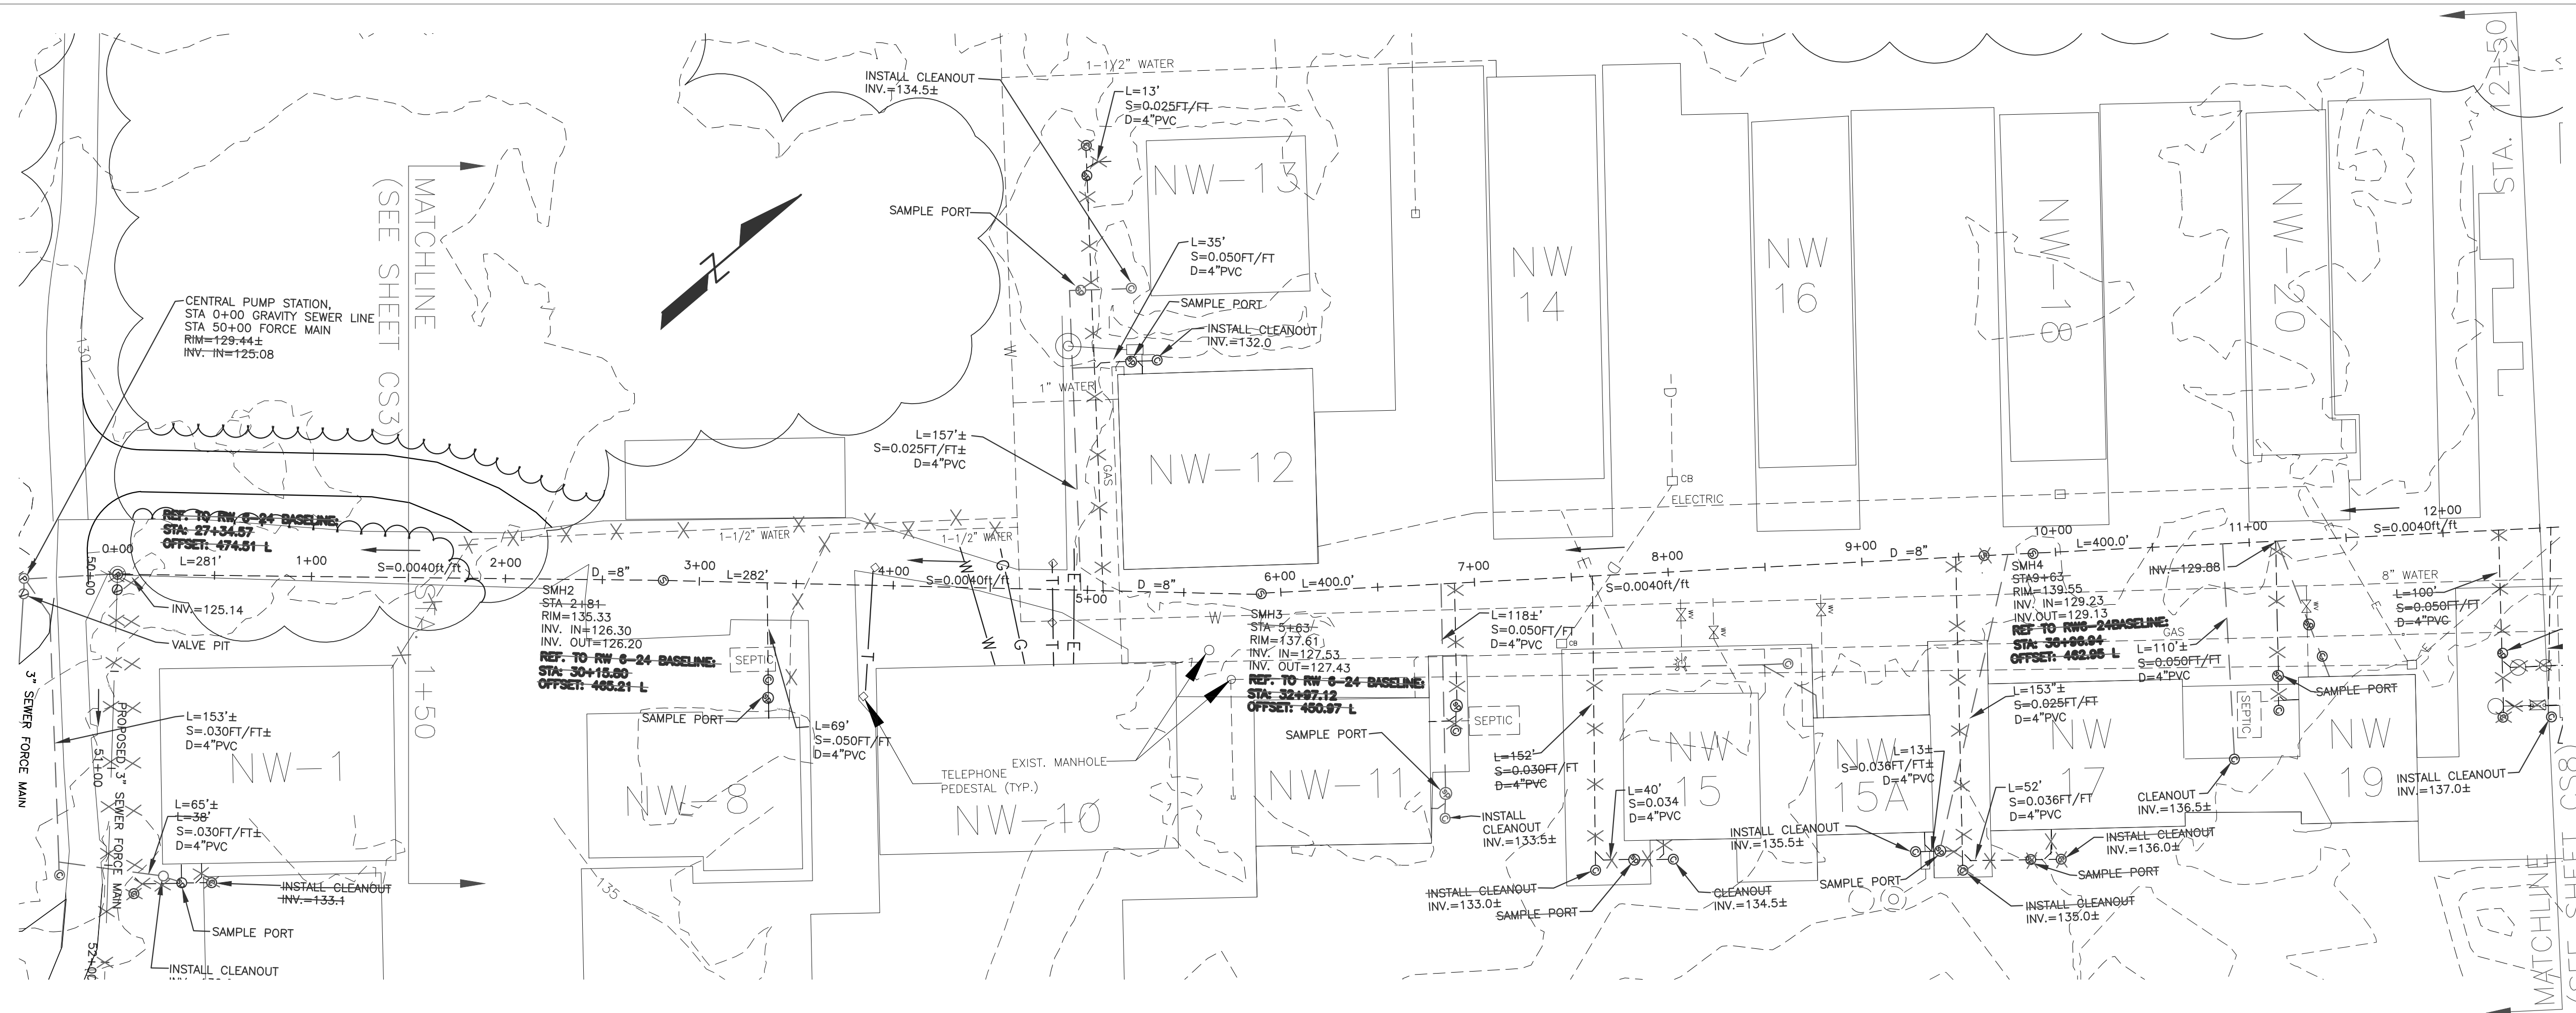 INSTALL CLEANOUT
INV.=134.5±
1-1/2" WATER
L=13'
S=0.025FT/FT
D=4"PVC
STA. 12+50
MATCHLINE
(SEE SHEET CS3)
SAMPLE PORT
NW-13
L=35'
S=0.050FT/FT
D=4"PVC
SAMPLE PORT
INSTALL CLEANOUT
INV.=132.0
NW
14
NW
16
NW-18
NW-20
Z
CENTRAL PUMP STATION,
STA 0+00 GRAVITY SEWER LINE
STA 50+00 FORCE MAIN
RIM=129.44±
INV. IN=125.08
130
W
1" WATER
L=157'±
S=0.025FT/FT±
D=4"PVC
GAS
NW-12
D
CB
ELECTRIC
REF. TO RW 6-24 BASELINE:
STA: 27+34.57
OFFSET: 474.51 L
0+00
L=281'
1+00
S=0.0040ft/ft
2+00
D =8"
3+00
L=282'
4+00
S=0.0040ft/ft
5+00
D =8"
6+00
L=400.0'
7+00
S=0.0040ft/ft
8+00
9+00
D =8"
10+00
L=400.0'
11+00
S=0.0040ft/ft
12+00
1-1/2" WATER
1-1/2" WATER
50+00
INV.=125.14
VALVE PIT
STA. 1+50
SMH2
STA 2+81
RIM=135.33
INV. IN=126.30
INV. OUT=126.20
REF. TO RW 6-24 BASELINE:
STA: 30+15.80
OFFSET: 465.21 L
SEPTIC
SAMPLE PORT
L=69'
S=.050FT/FT
D=4"PVC
T
W
G
T
E
W
G
T
E
W
SMH3
STA 5+63
RIM=137.61
INV. IN=127.53
INV. OUT=127.43
REF. TO RW 6-24 BASELINE:
STA: 32+97.12
OFFSET: 450.97 L
L=118±'
S=0.050FT/FT
D=4"PVC
CB
E
D
WV
WV
WV
WV
INV.=129.88
8" WATER
L=100'
S=0.050FT/FT
D=4"PVC
SMH4
STA9+63
RIM=139.55
INV. IN=129.23
INV.OUT=129.13
REF TO RW6-24BASELINE:
STA: 36+96.94
OFFSET: 462.95 L
GAS
L=110'±
S=0.050FT/FT
D=4"PVC
E
SAMPLE PORT
3" SEWER FORCE MAIN
PROPOSED 3" SEWER FORCE MAIN
51+00
L=153'±
S=.030FT/FT±
D=4"PVC
NW-1
L=65'±
L=38'
S=.030FT/FT±
D=4"PVC
INSTALL CLEANOUT
INV.=133.1
SAMPLE PORT
INSTALL CLEANOUT
NW-8
135
TELEPHONE
PEDESTAL (TYP.)
EXIST. MANHOLE
NW-10
NW-11
SAMPLE PORT
SEPTIC
INSTALL
CLEANOUT
INV.=133.5±
L=152'
S=0.030FT/FT
D=4"PVC
L=40'
S=0.034
D=4"PVC
NW
15
NW
15A
L=13±
S=0.036FT/FT±
D=4"PVC
INSTALL CLEANOUT
INV.=135.5±
INSTALL CLEANOUT
INV.=133.0±
SAMPLE PORT
CLEANOUT
INV.=134.5±
SAMPLE PORT
L=153"±
S=0.025FT/FT
D=4"PVC
NW
17
L=52'
S=0.036FT/FT
D=4"PVC
INSTALL CLEANOUT
INV.=136.0±
SAMPLE PORT
INSTALL CLEANOUT
INV.=135.0±
SEPTIC
CLEANOUT
INV.=136.5±
NW
19
INSTALL CLEANOUT
INV.=137.0±
MATCHLINE